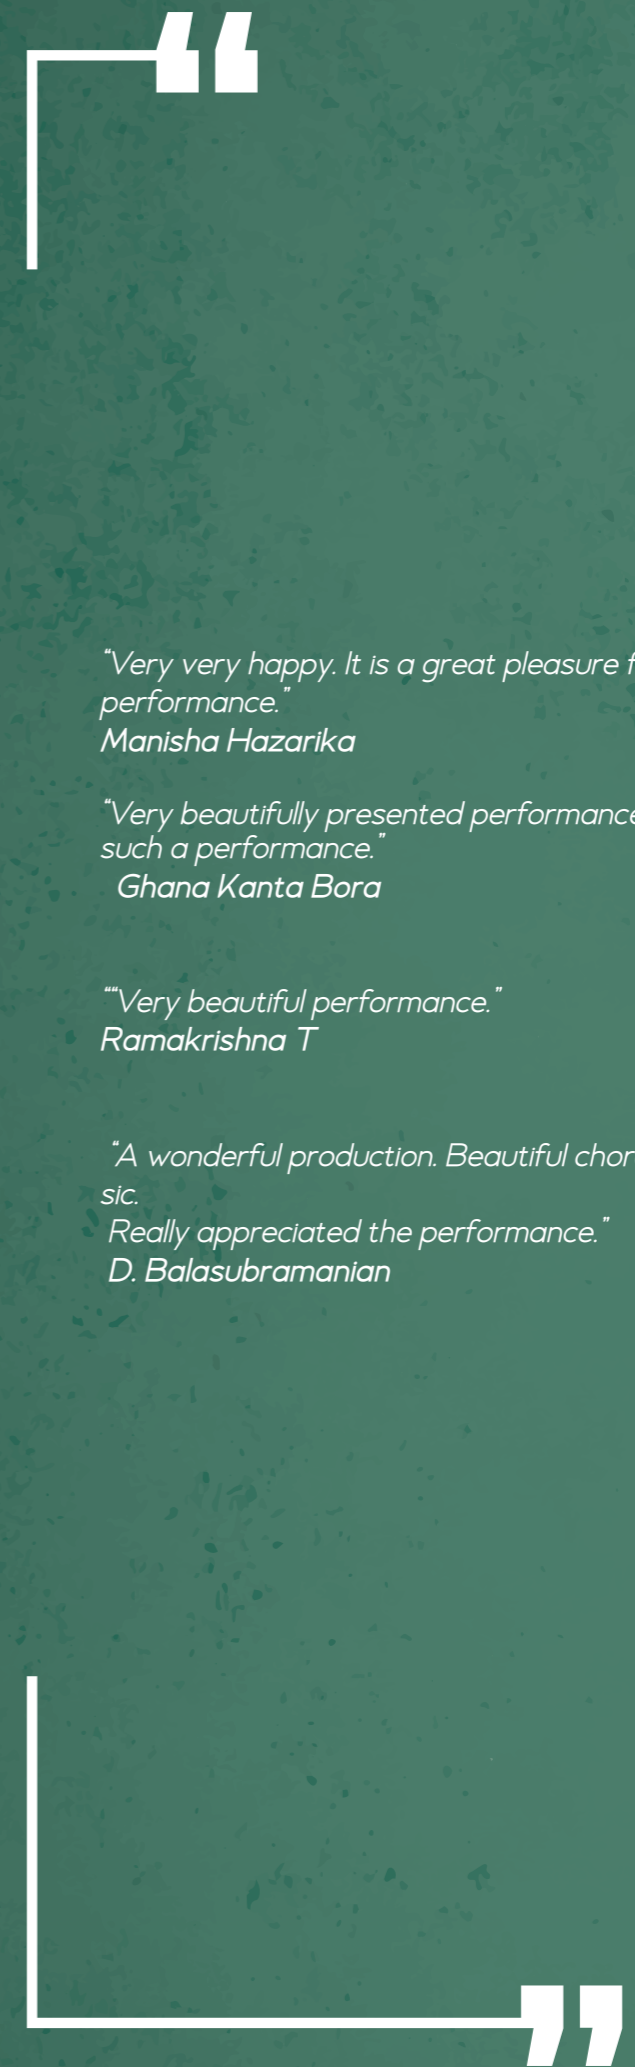 “Very very happy. It is a great pleasure f
performance.”
Manisha Hazarika
“Very beautifully presented performance
such a performance.”
Ghana Kanta Bora
““Very beautiful performance.”
Ramakrishna T
“A wonderful production. Beautiful chor
sic.
Really appreciated the performance.”
D. Balasubramanian